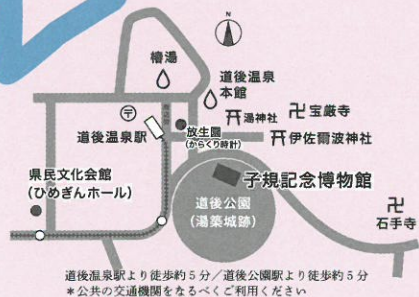 N
椿湯
道後温泉
本館
湯神社
宝厳寺
道後温泉駅
放生園
(からくり時計)
伊佐爾波神社
県民文化会館
(ひめぎんホール)
子規記念博物館
道後公園
(湯築城跡)
石手寺
道後温泉駅より徒歩約5分/道後公園駅より徒歩約5分
*公共の交通機関をなるべくご利用ください